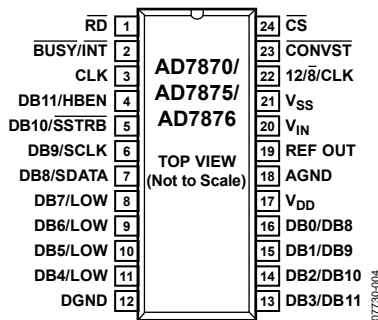 RD 1
BUSY/INT 2
CLK 3
DB11/HBEN 4
DB10/SSTRB 5
DB9/SCLK 6
DB8/SDATA 7
DB7/LOW 8
DB6/LOW 9
DB5/LOW 10
DB4/LOW 11
DGND 12
AD7870/
AD7875/
AD7876
TOP VIEW
(Not to Scale)
24 CS
23 CONVST
22 12/8/CLK
21 VSS
20 VIN
19 REF OUT
18 AGND
17 VDD
16 DB0/DB8
15 DB1/DB9
14 DB2/DB10
13 DB3/DB11
07730-004